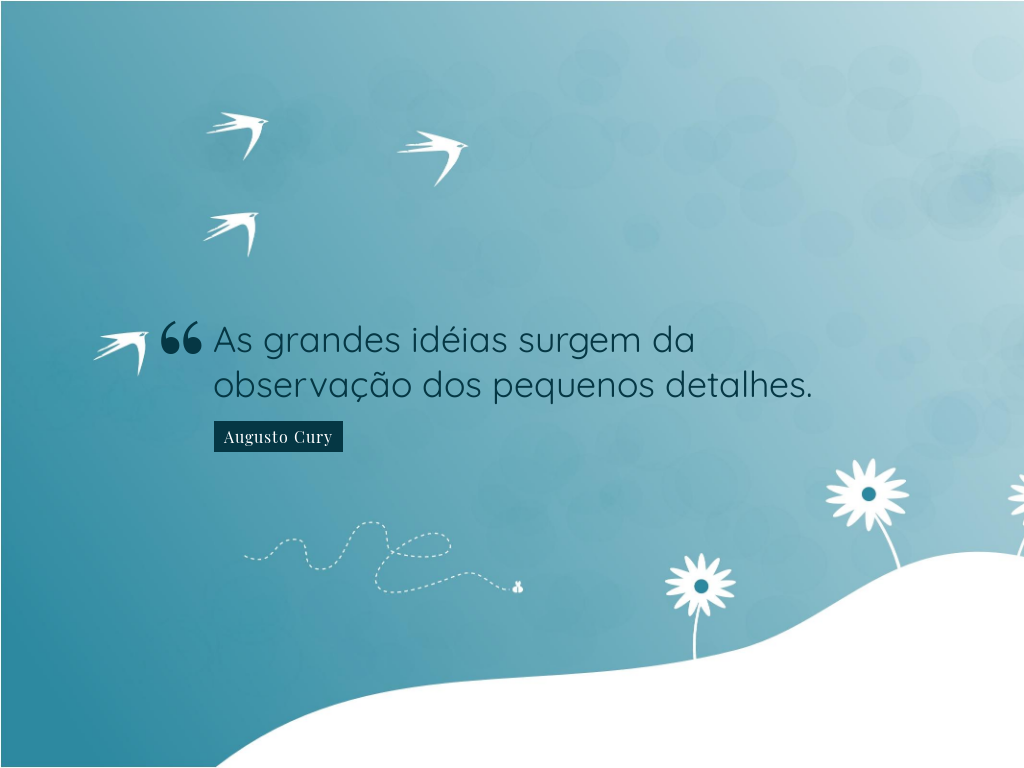 “ As grandes idéias surgem da
observação dos pequenos detalhes.
Augusto Cury